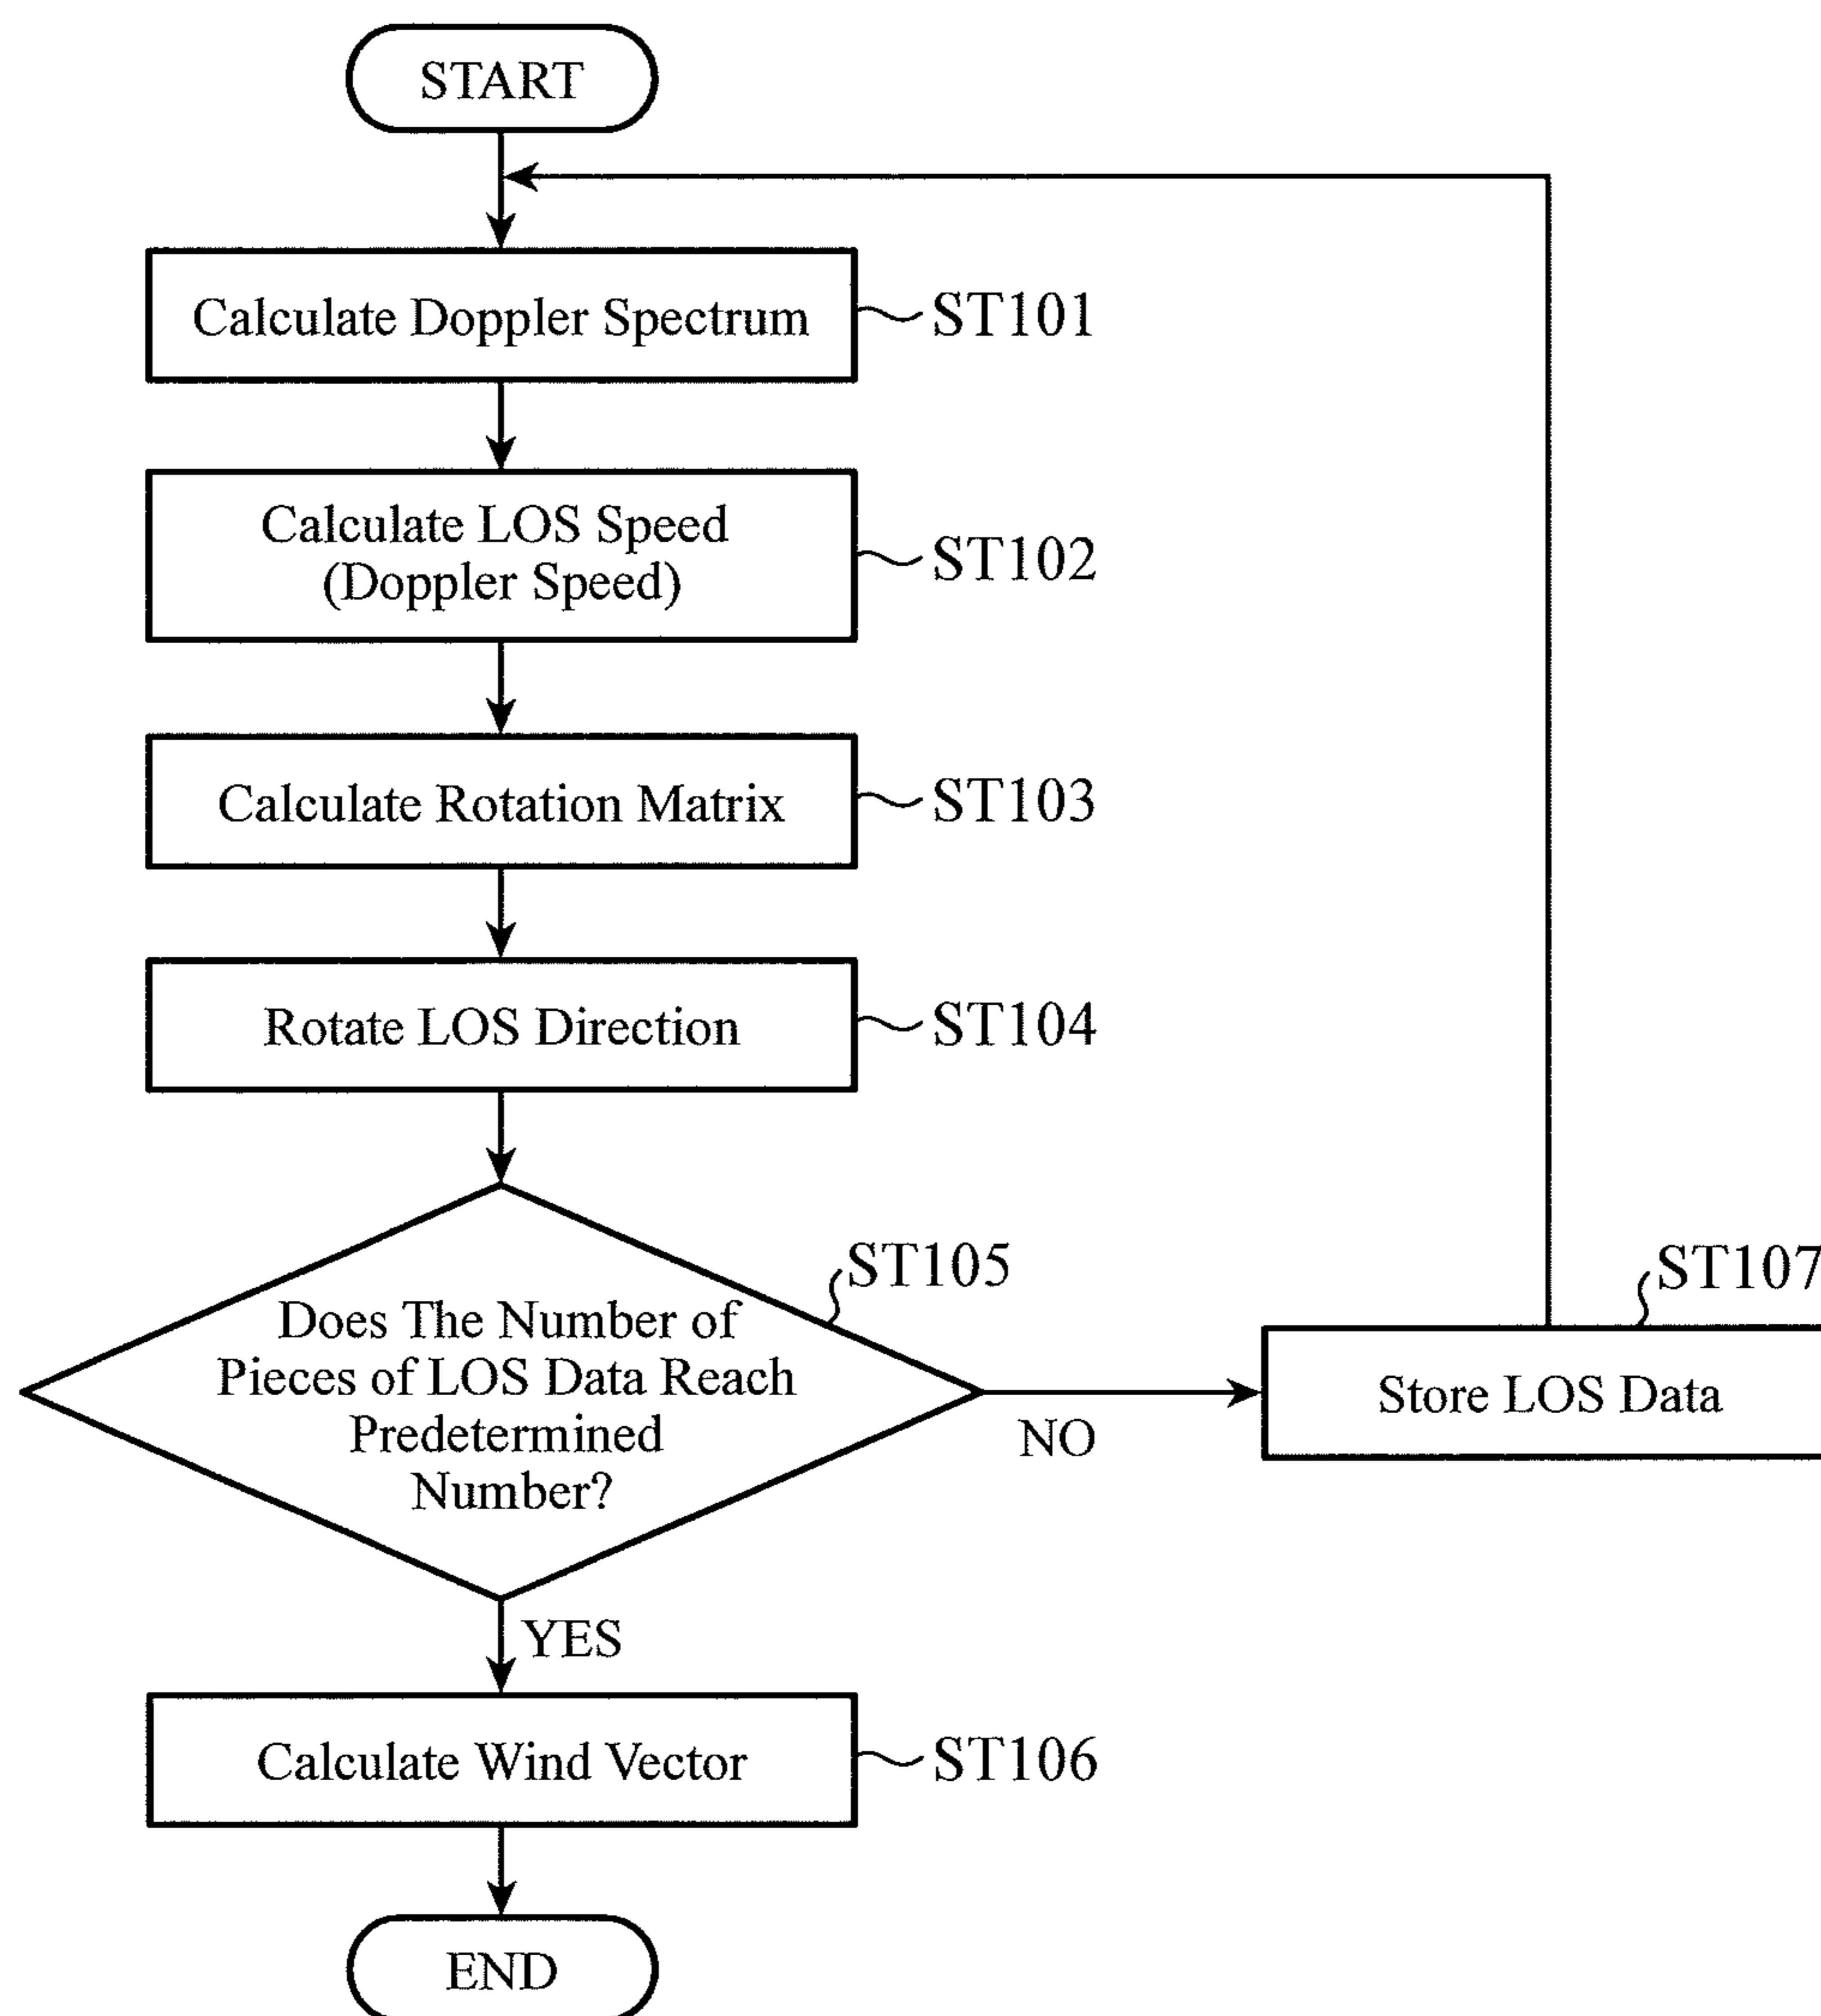 START
Calculate Doppler Spectrum
ST101
Calculate LOS Speed
(Doppler Speed)
ST102
Calculate Rotation Matrix
ST103
Rotate LOS Direction
ST104
ST105
Does The Number of
Pieces of LOS Data Reach
Predetermined
Number?
NO
ST107
Store LOS Data
YES
Calculate Wind Vector
ST106
END